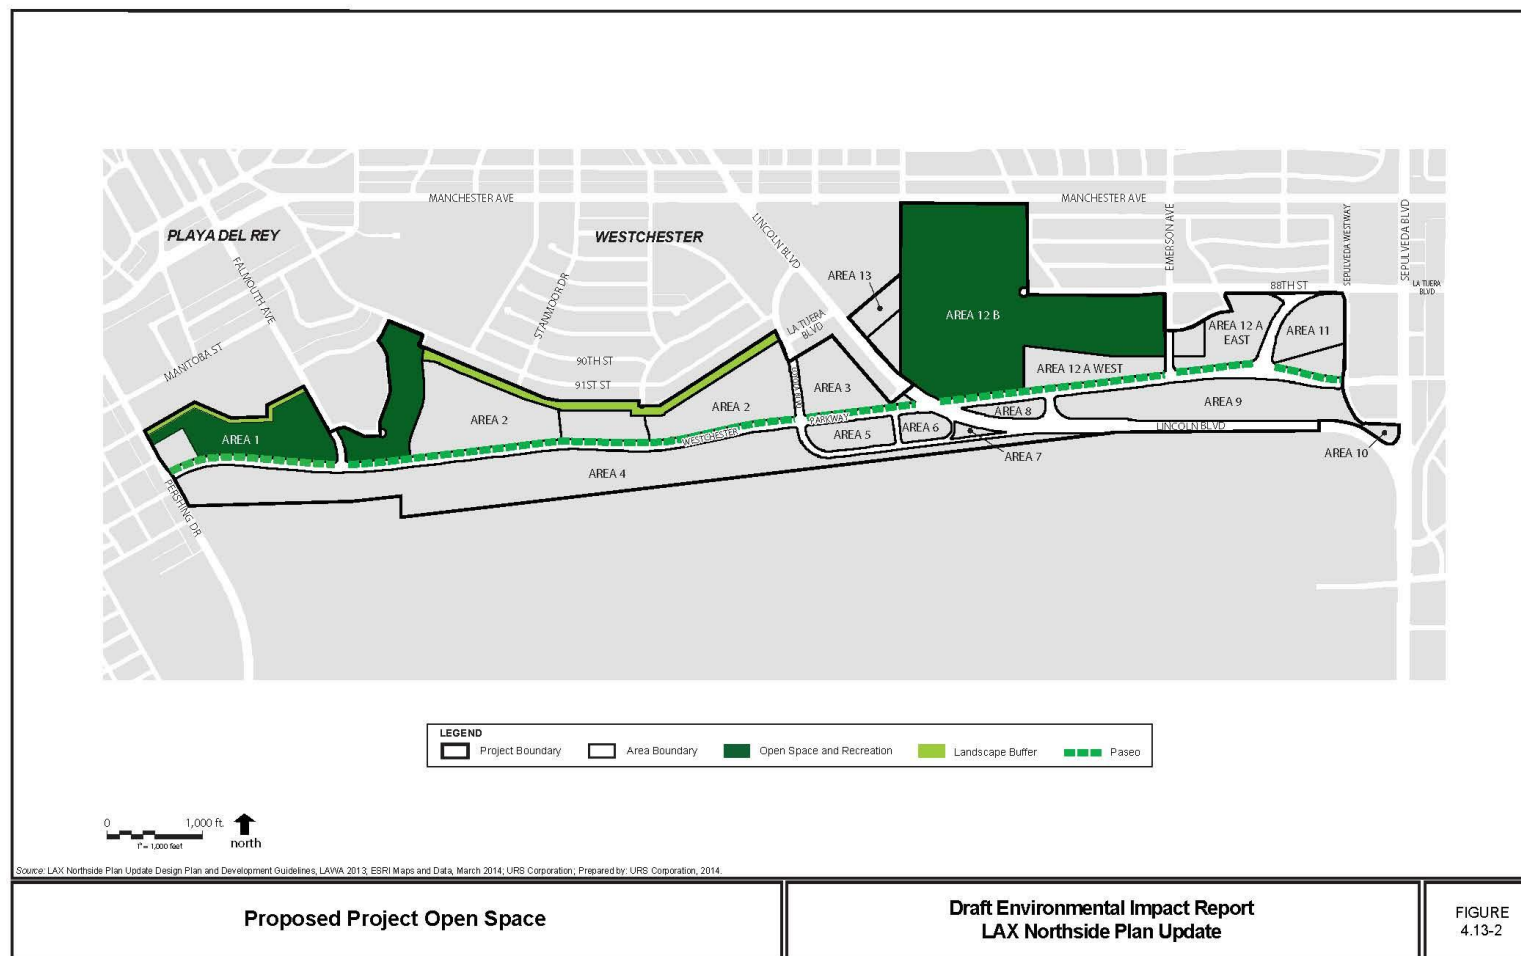 MANCHESTER AVE
MANCHESTER AVE
PLAYA DEL REY
WESTCHESTER
LINCOLN BLVD
EMERSON AVE
SEPULVEDA WESTWAY
SEPULVEDA BLVD
FALMOUTH AVE
STANMOOR DR
AREA 13
88TH ST
LA TIJERA
BLVD
LA TIJERA
BLVD
AREA 12 B
AREA 12 A
EAST
AREA 11
MANITOBA ST
90TH ST
91ST ST
AREA 12 A WEST
AREA 3
AREA 2
AREA 2
AREA 1
PARKWAY
WESTCHESTER
AREA 8
AREA 9
AREA 5
AREA 6
LINCOLN BLVD
AREA 7
AREA 10
AREA 4
PERSHING DR
LEGEND
Project Boundary
Area Boundary
Open Space and Recreation
Landscape Buffer
Paseo
0
1,000 ft.
1" = 1,000 feet
north
Source: LAX Northside Plan Update Design Plan and Development Guidelines, LAWA 2013; ESRI Maps and Data, March 2014; URS Corporation; Prepared by: URS Corporation, 2014.
Proposed Project Open Space
Draft Environmental Impact Report
LAX Northside Plan Update
FIGURE
4.13-2